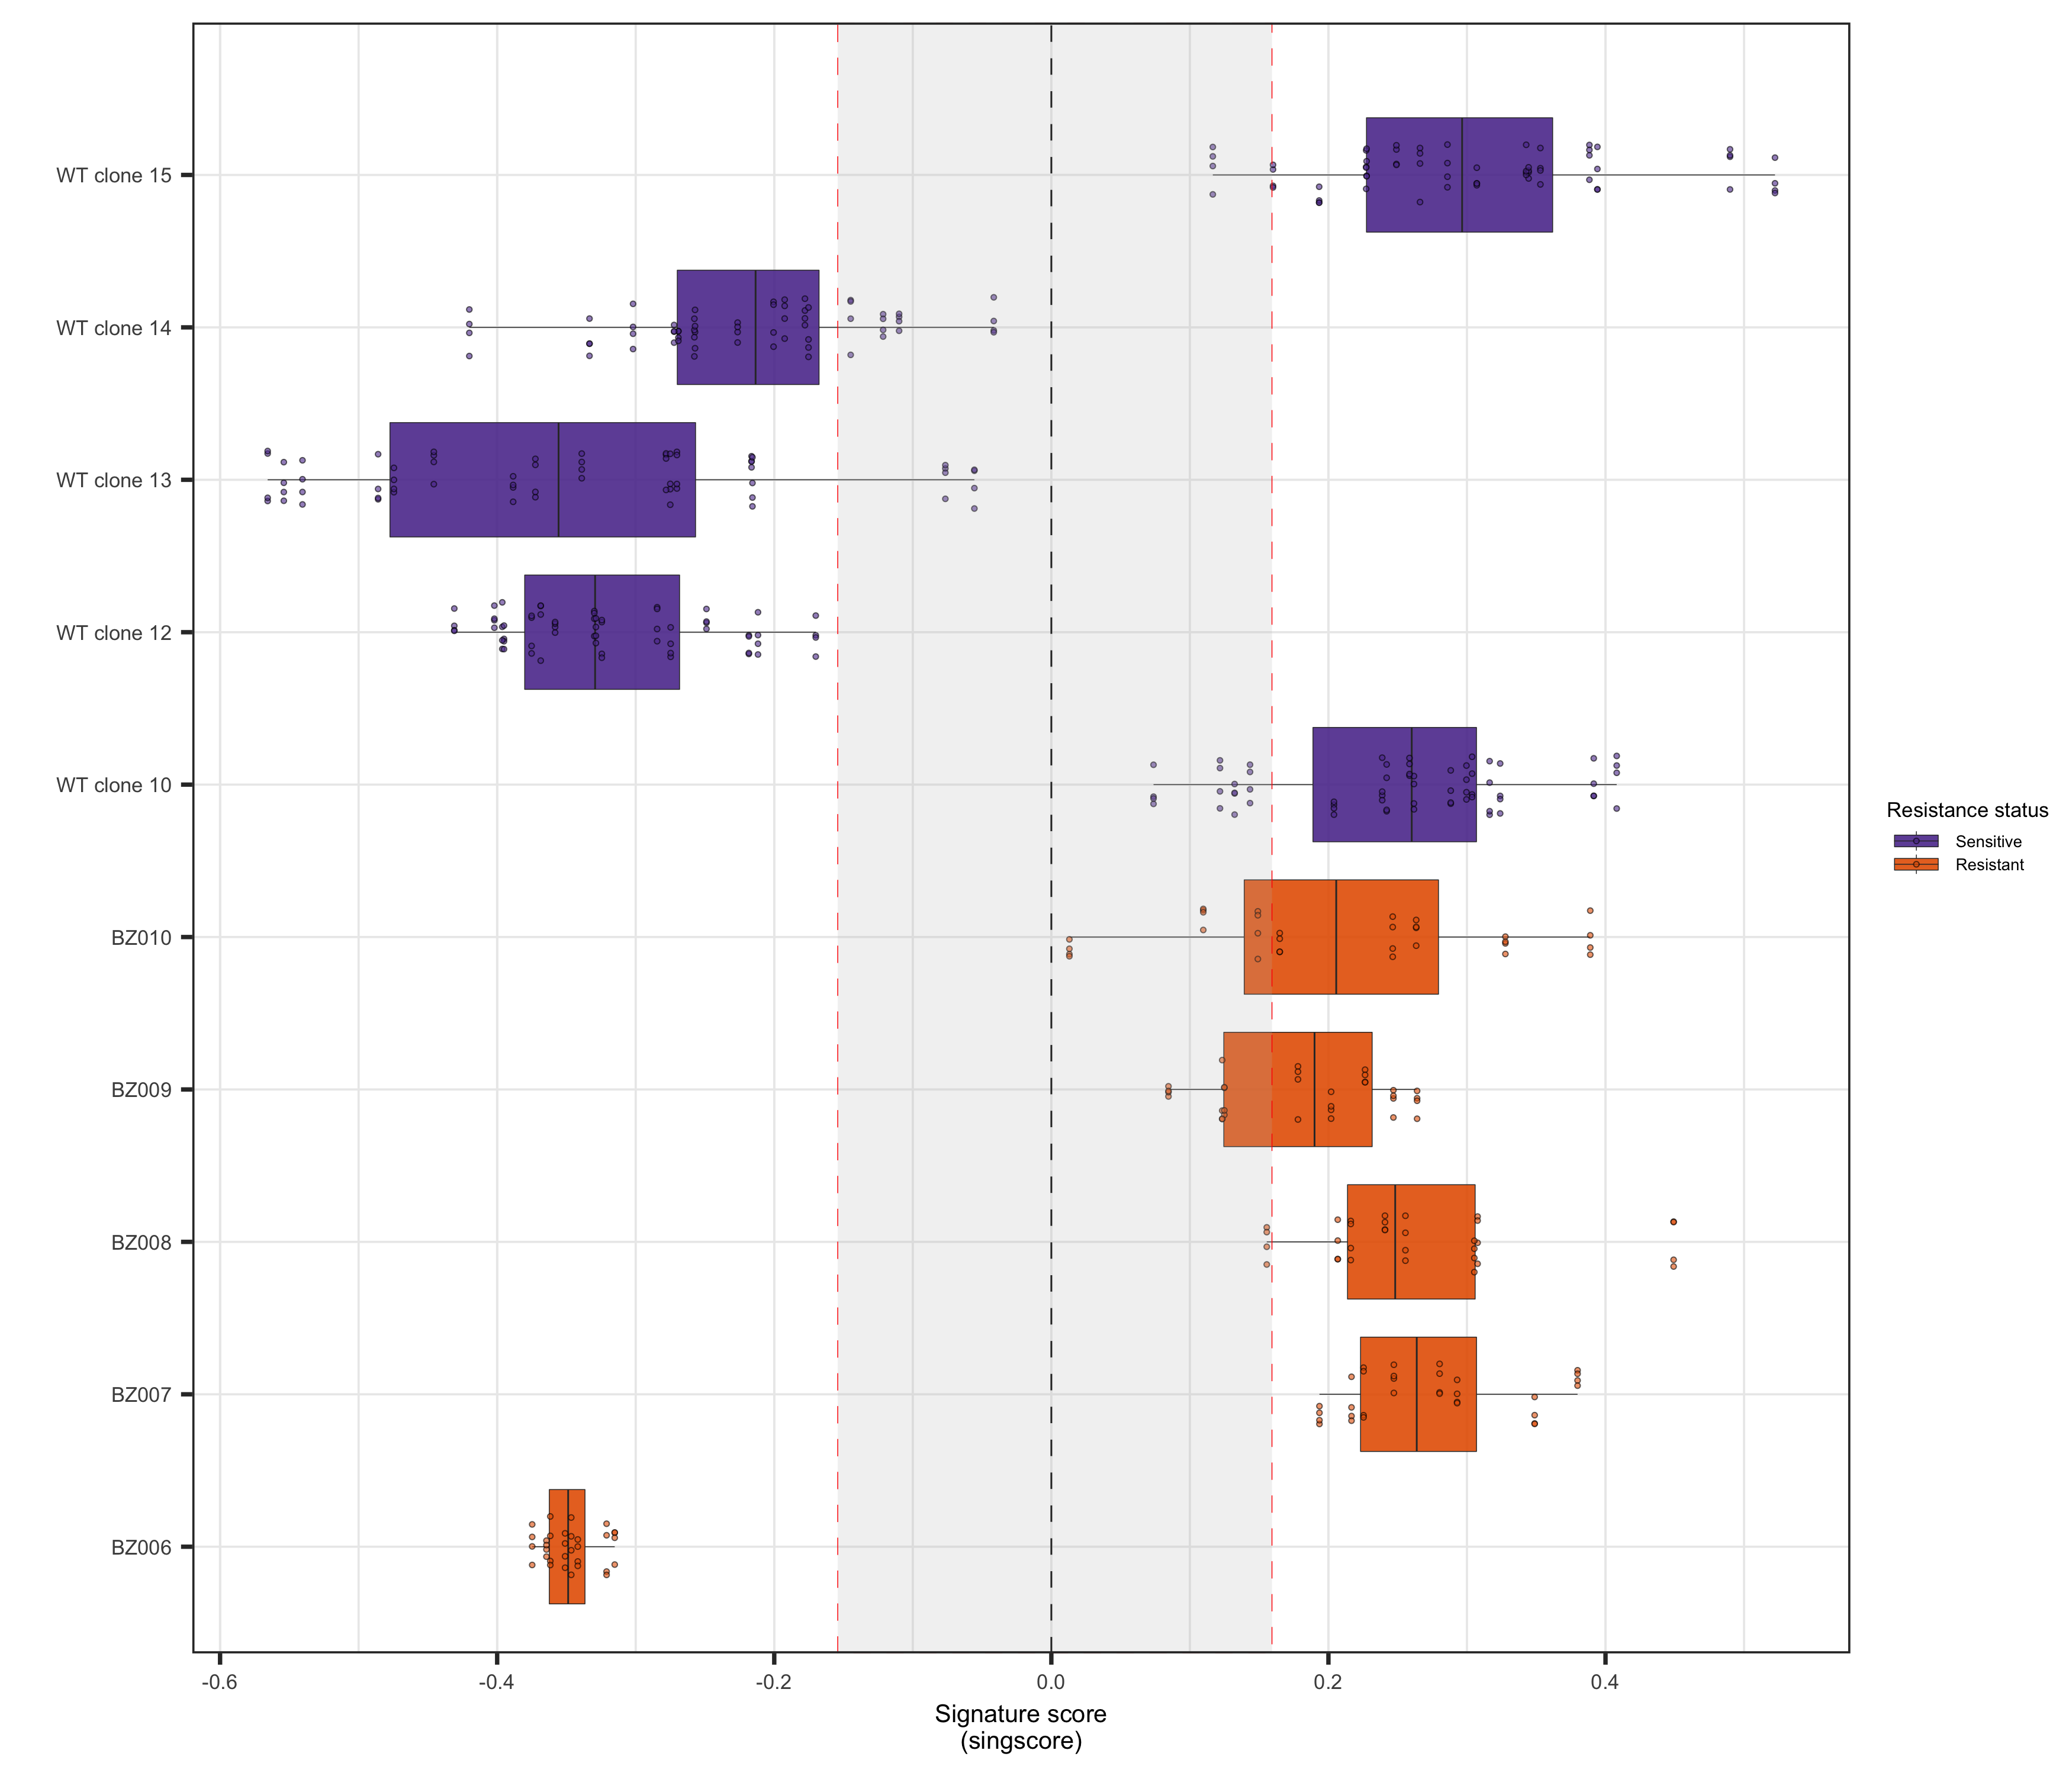 WT clone 15
WT clone 14
WT clone 13
WT clone 12
WT clone 10
BZ010
BZ009
BZ008
BZ007
BZ006
-0.6
-0.4
-0.2
0.0
0.2
0.4
Signature score
(singscore)
Resistance status
Sensitive
Resistant